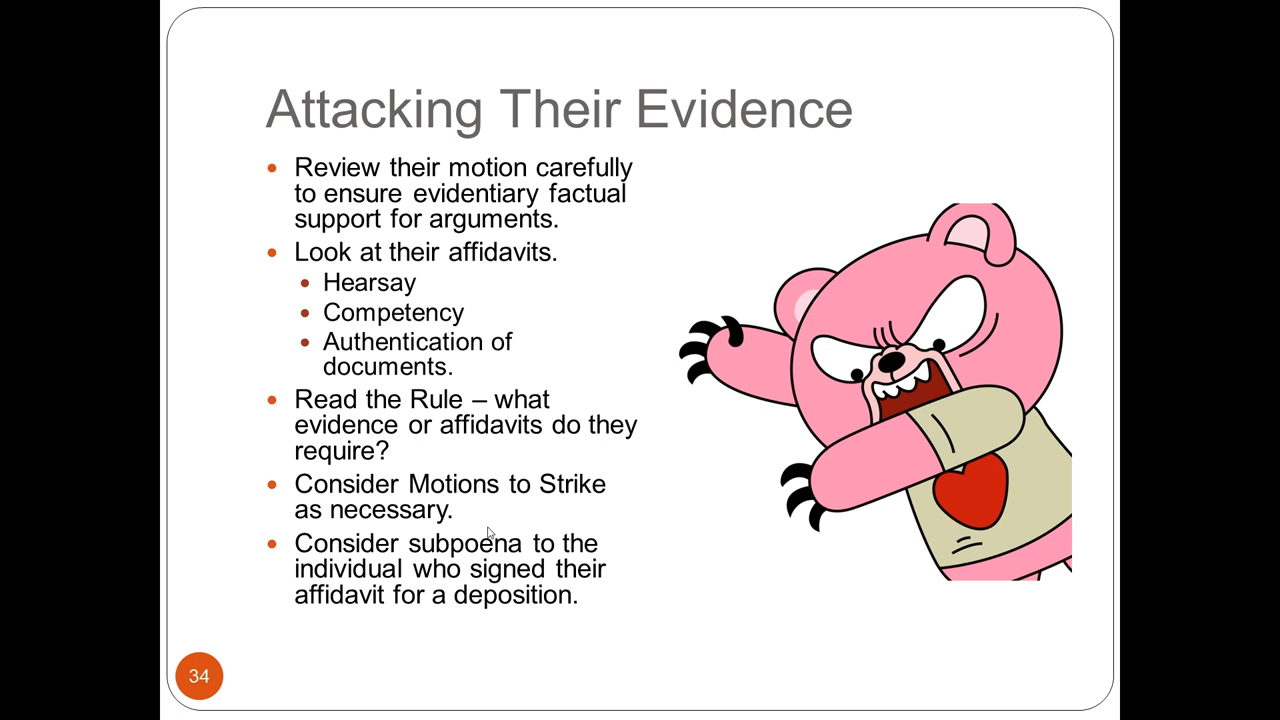 Attacking Their Evidence
Review their motion carefully
to ensure evidentiary factual
support for arguments.
Look at their affidavits.
Hearsay
Competency
Authentication of
documents.
Read the Rule – what
evidence or affidavits do they
require?
Consider Motions to Strike
as necessary.
Consider subpoena to the
individual who signed their
affidavit for a deposition.
34